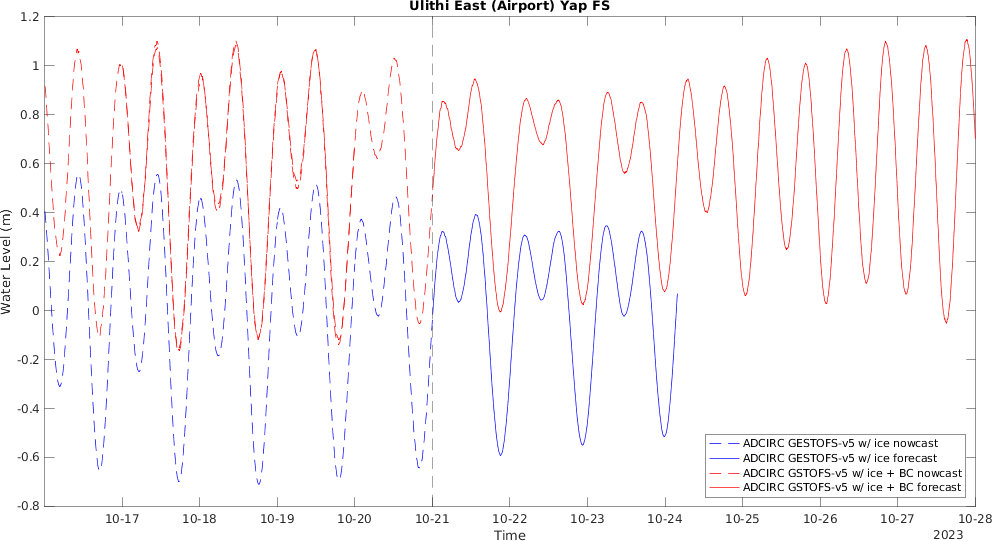 Ulithi East (Airport) Yap FS
1.2
1
0.8
0.6
0.4
0.2
0
-0.2
-0.4
-0.6
-0.8
Water Level (m)
ADCIRC GESTOFS-v5 w/ ice nowcast
ADCIRC GESTOFS-v5 w/ ice forecast
ADCIRC GSTOFS-v5 w/ ice + BC nowcast
ADCIRC GSTOFS-v5 w/ ice + BC forecast
10-17 10-18 10-19 10-20 10-21 10-22 10-23 10-24 10-25 10-26 10-27 10-28
Time
2023